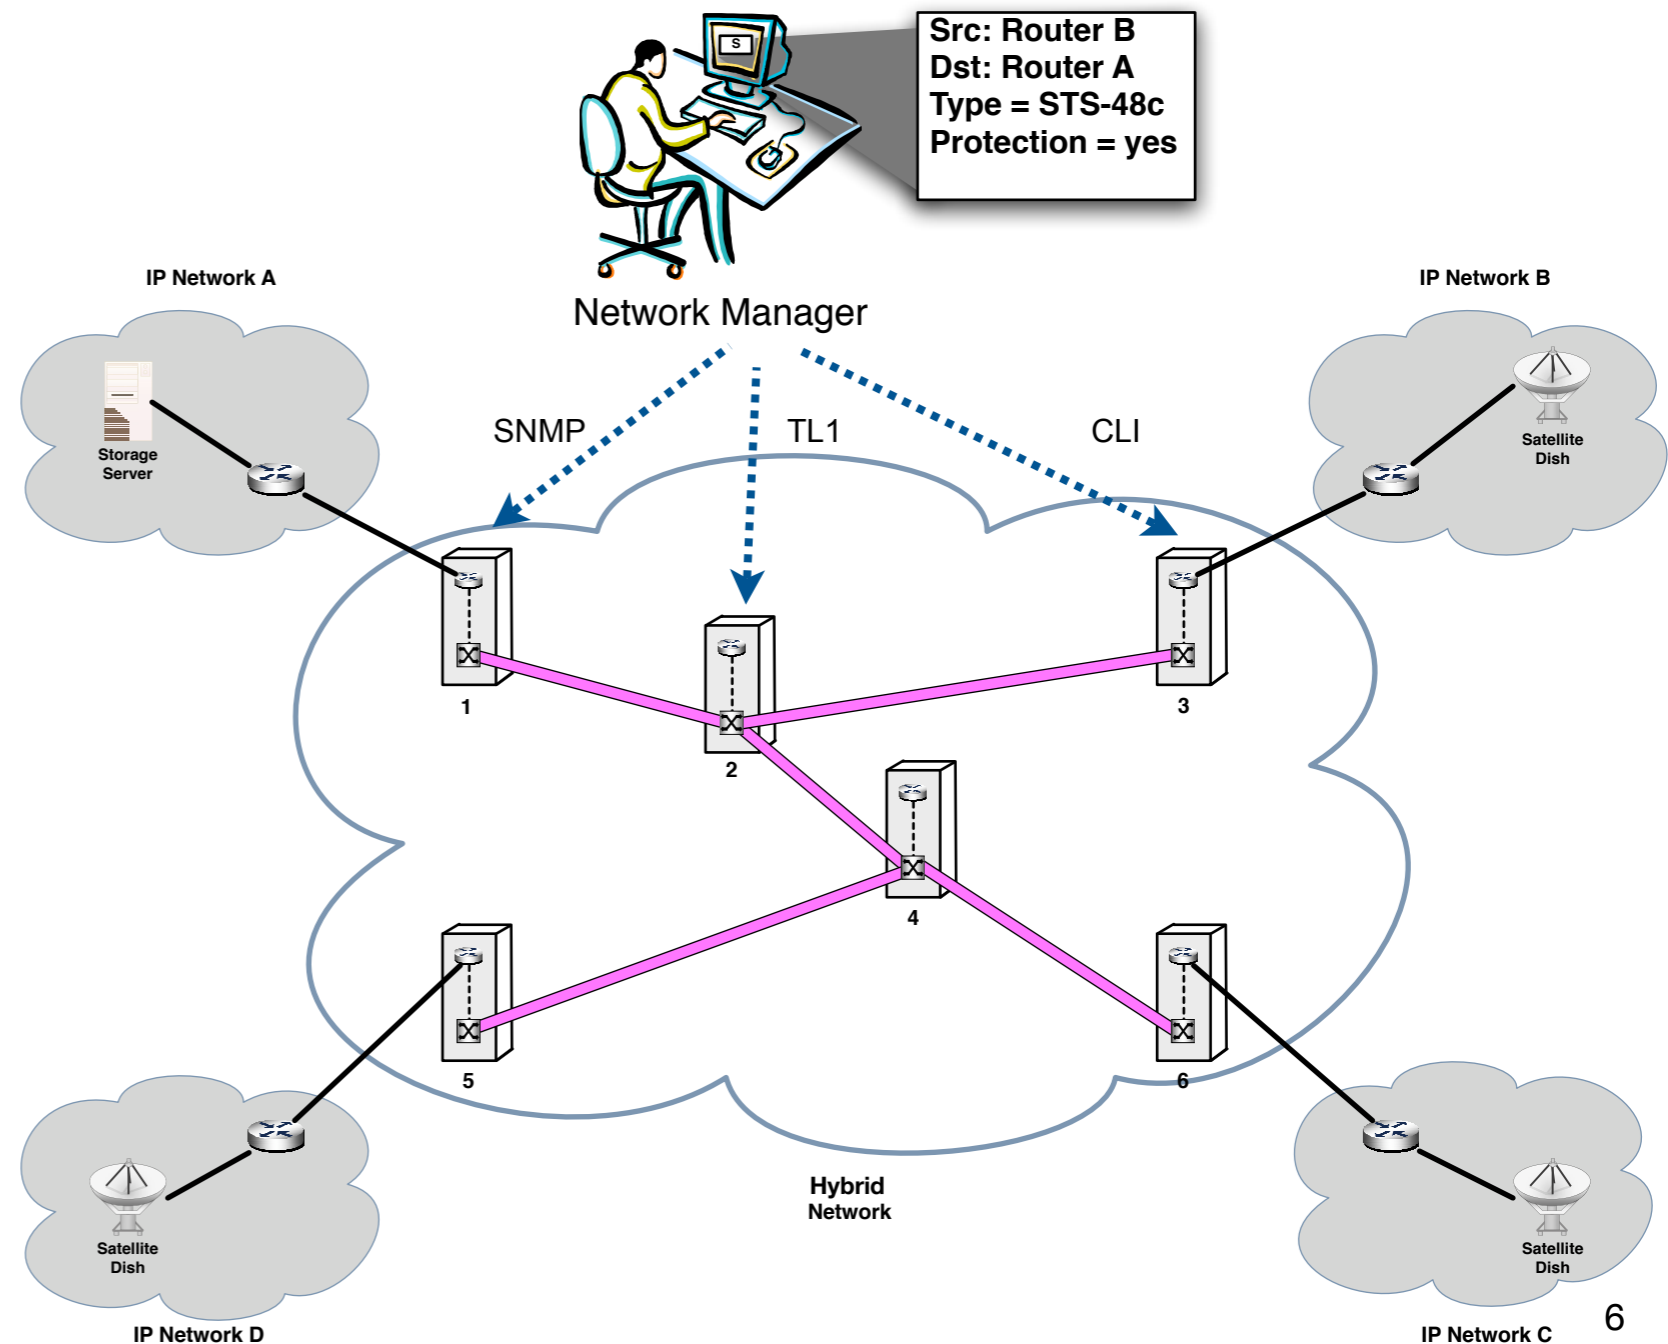 S
Src: Router B
Dst: Router A
Type = STS-48c
Protection = yes
IP Network A
IP Network B
Network Manager
SNMP
TL1
CLI
Storage
Server
Satellite
Dish
1
2
3
4
5
6
Hybrid
Network
Satellite
Dish
Satellite
Dish
IP Network D
IP Network C
6